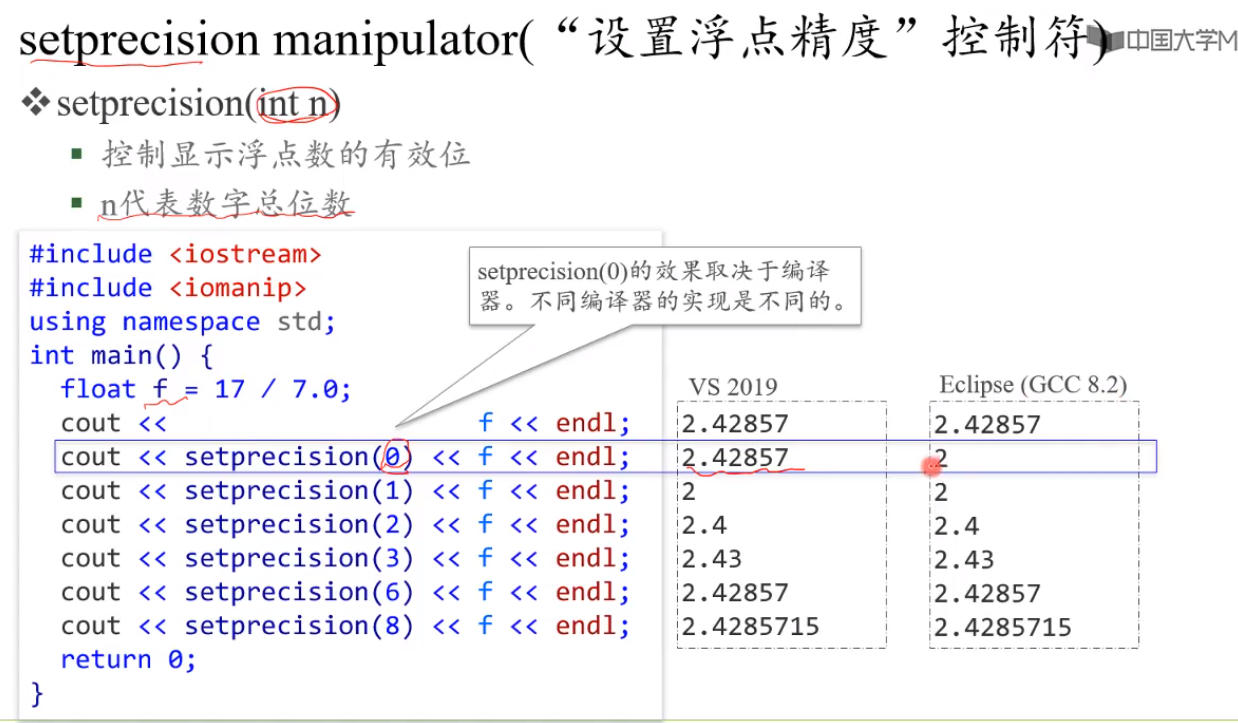 setprecision manipulator(“设置浮点精度”控制符)
中国大学M
❖setprecision(int n)
▪ 控制显示浮点数的有效位
▪ n代表数字总位数
#include <iostream>
#include <iomanip>
using namespace std;
int main() {
float f = 17 / 7.0;
cout << f << endl;
cout << setprecision(0) << f << endl;
cout << setprecision(1) << f << endl;
cout << setprecision(2) << f << endl;
cout << setprecision(3) << f << endl;
cout << setprecision(6) << f << endl;
cout << setprecision(8) << f << endl;
return 0;
}
setprecision(0)的效果取决于编译
器。不同编译器的实现是不同的。
VS 2019
2.42857
2.42857
2
2.4
2.43
2.42857
2.4285715
Eclipse (GCC 8.2)
2.42857
2
2
2.4
2.43
2.42857
2.4285715